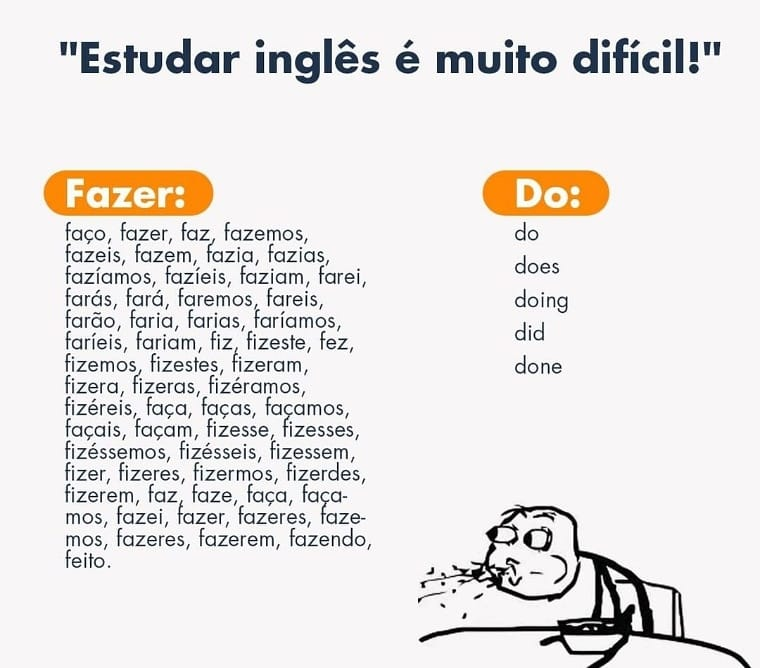 "Estudar inglês é muito difícil!"
Fazer:
faço, fazer, faz, fazemos,
fazeis, fazem, fazia, fazias,
fazíamos, fazíeis, faziam, farei,
farás, fará, faremos, fareis,
farão, faria, farias, faríamos,
faríeis, fariam, fiz, fizeste, fez,
fizemos, fizestes, fizeram,
fizera, fizeras, fizéramos,
fizéreis, faça, faças, façamos,
façais, façam, fizesse, fizesses,
fizéssemos, fizésseis, fizessem,
fizer, fizeres, fizermos, fizerdes,
fizerem, faz, faze, faça, faça-
mos, fazei, fazer, fazeres, faze-
mos, fazeres, fazerem, fazendo,
feito.
Do:
do
does
doing
did
done